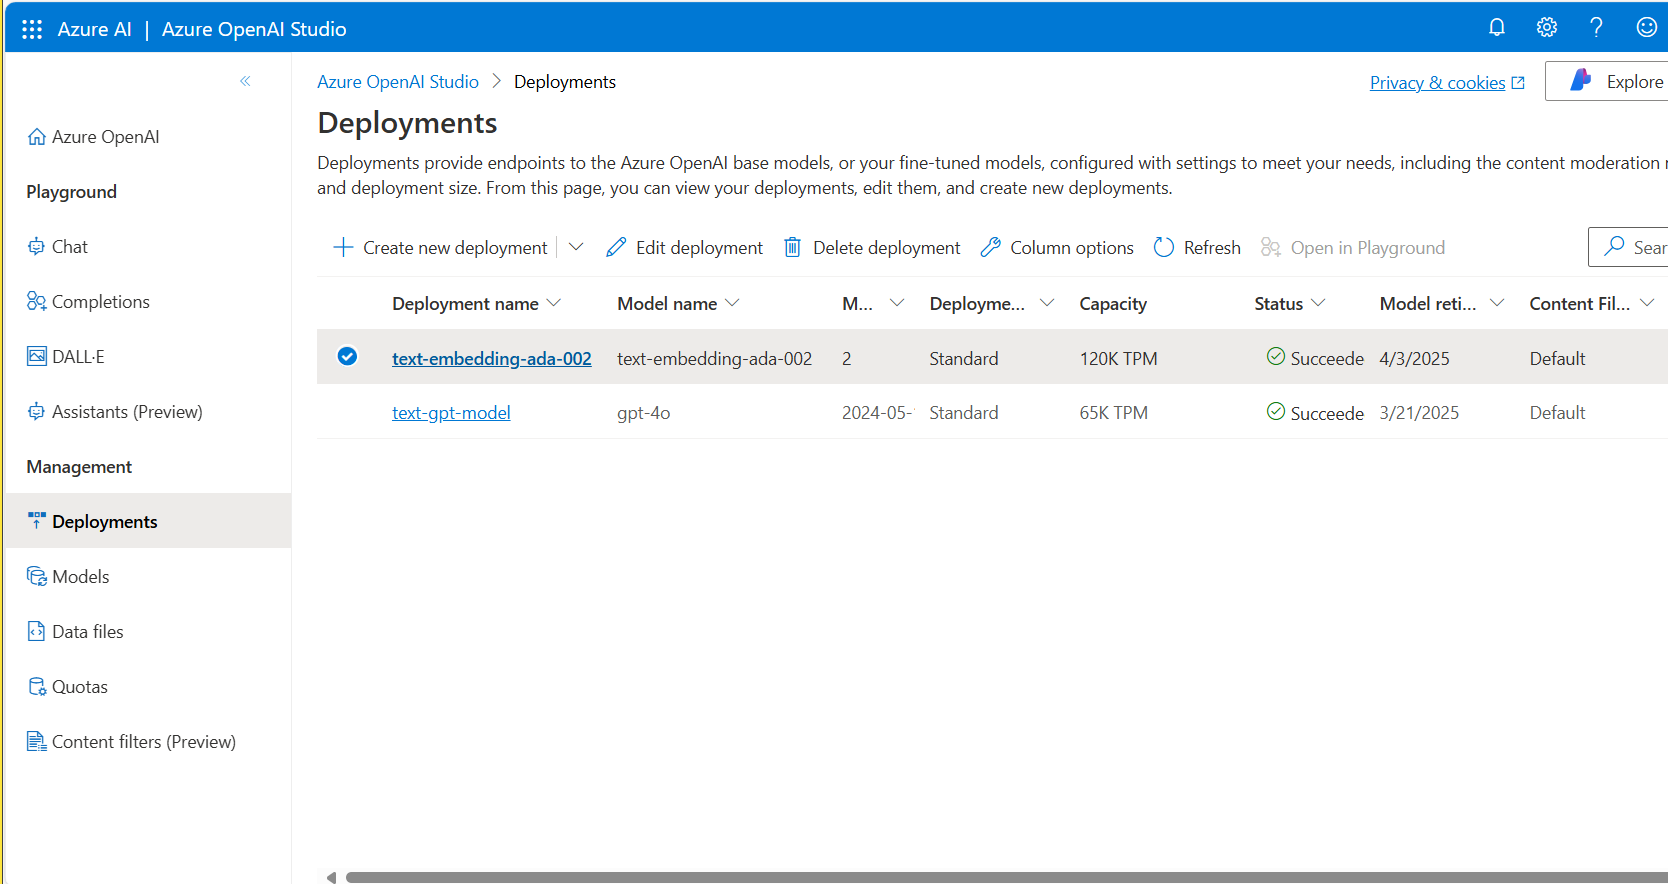 Azure AI | Azure OpenAI Studio
Azure OpenAI Studio > Deployments
Privacy & cookies
Explore
Azure OpenAI
Playground
Chat
Completions
DALL·E
Assistants (Preview)
Management
Deployments
Models
Data files
Quotas
Content filters (Preview)
Deployments
Deployments provide endpoints to the Azure OpenAI base models, or your fine-tuned models, configured with settings to meet your needs, including the content moderation
and deployment size. From this page, you can view your deployments, edit them, and create new deployments.
Create new deployment Edit deployment Delete deployment Column options Refresh Open in Playground Sear
Deployment name Model name M... Deployme... Capacity Status Model reti... Content Fil...
text-embedding-ada-002 text-embedding-ada-002 2 Standard 120K TPM Succeede 4/3/2025 Default
text-gpt-model gpt-4o 2024-05- Standard 65K TPM Succeede 3/21/2025 Default